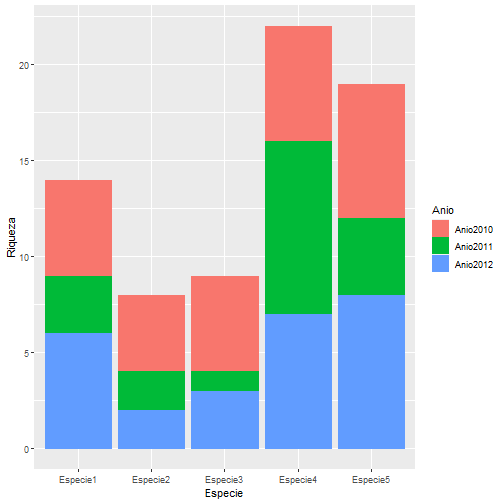 Riqueza
20
15
10
5
0
Especie1 Especie2 Especie3 Especie4 Especie5
Especie
Anio
Anio2010
Anio2011
Anio2012